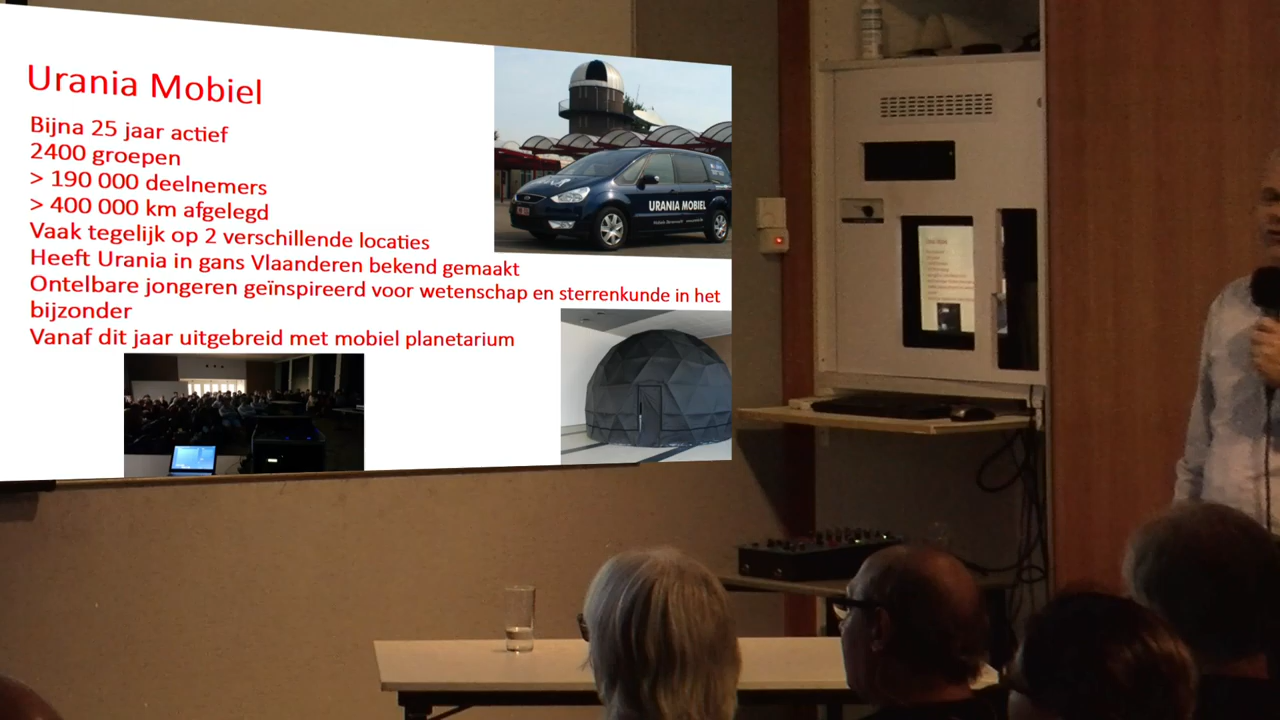 Urania Mobiel
Bijna 25 jaar actief
2400 groepen
> 190 000 deelnemers
> 400 000 km afgelegd
Vaak tegelijk op 2 verschillende locaties
Heeft Urania in gans Vlaanderen bekend gemaakt
Ontelbare jongeren geïnspireerd voor wetenschap en sterrenkunde in het
bijzonder
Vanaf dit jaar uitgebreid met mobiel planetarium
URANIA MOBIEL